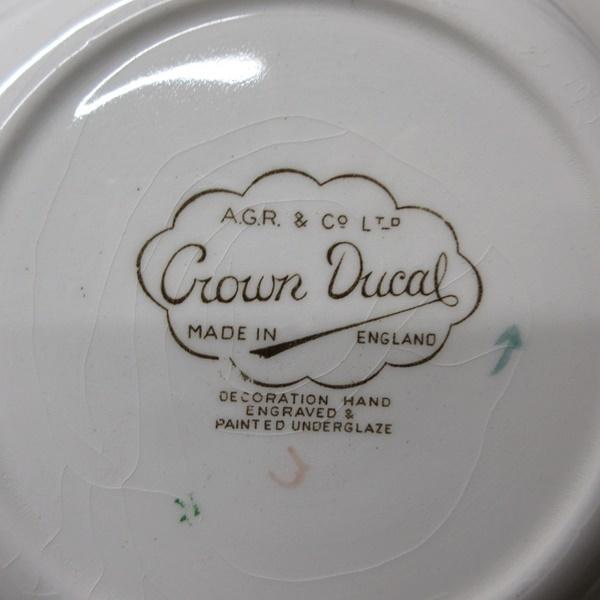 A.G.R. & Co LTD
Crown Ducal
MADE IN ENGLAND
DECORATION HAND
ENGRAVED &
PAINTED UNDERGLAZE